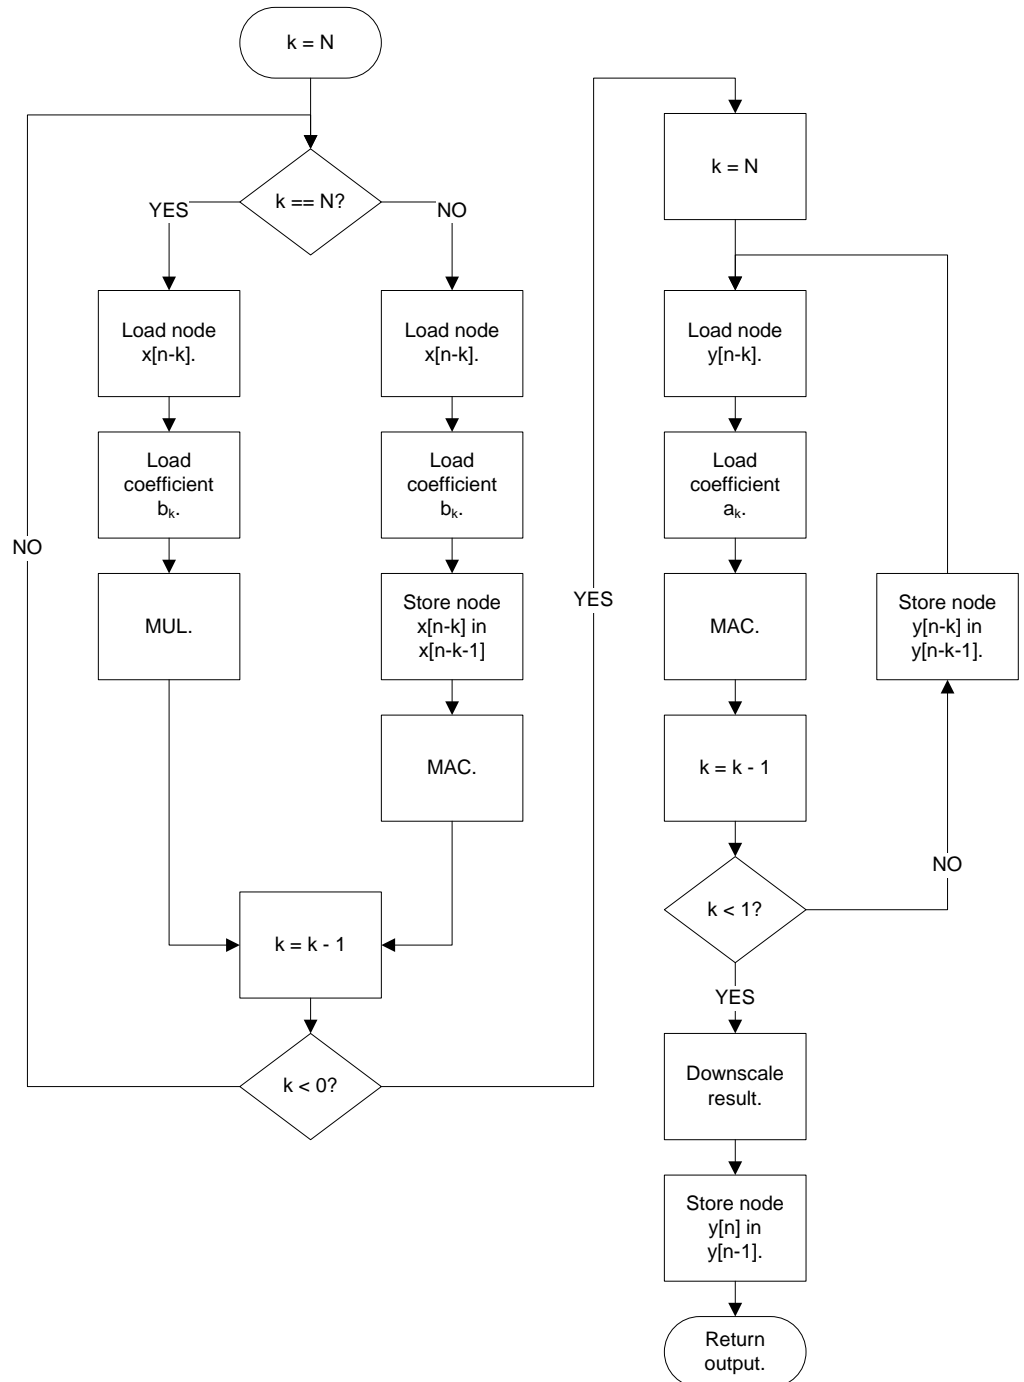 k = N
k == N?
YES
NO
Load node
x[n-k].
Load
coefficient
bₖ.
MUL.
Load node
x[n-k].
Load
coefficient
bₖ.
Store node
x[n-k] in
x[n-k-1]
MAC.
k = k - 1
k < 0?
NO
YES
k = N
Load node
y[n-k].
Load
coefficient
aₖ.
MAC.
k = k - 1
k < 1?
NO
Store node
y[n-k] in
y[n-k-1].
YES
Downscale
result.
Store node
y[n] in
y[n-1].
Return
output.